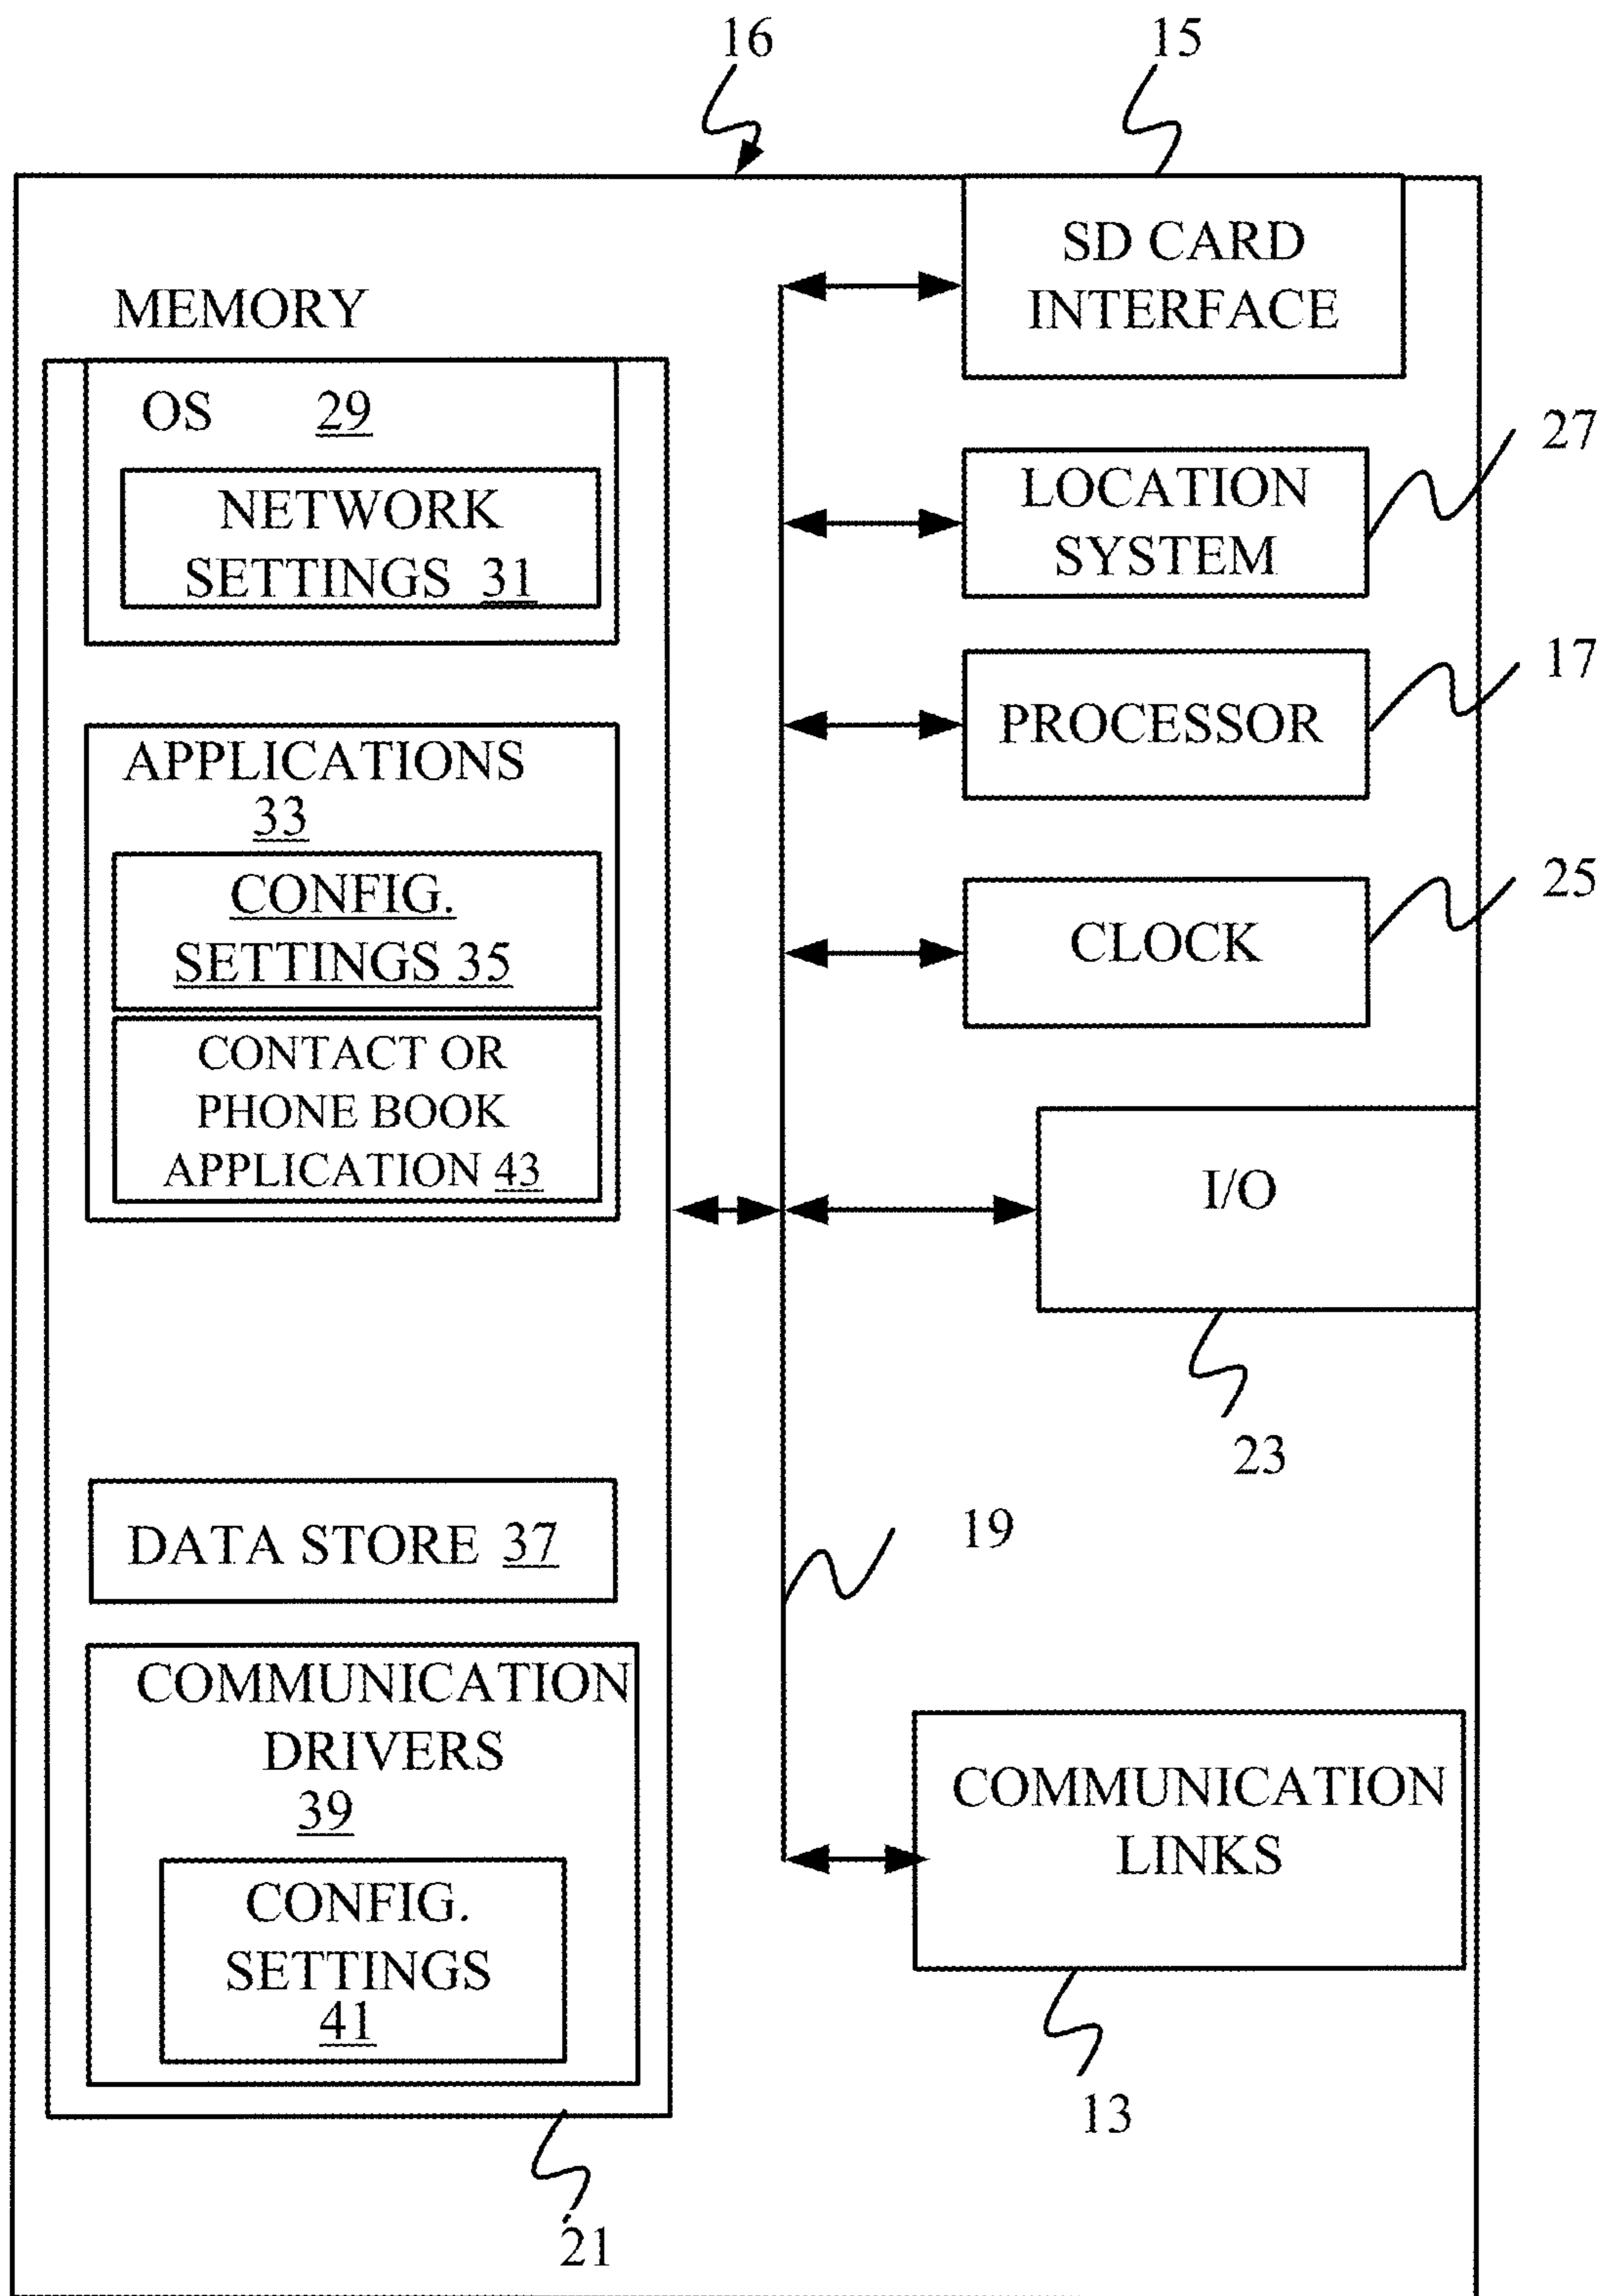 16
15
SD CARD
INTERFACE
MEMORY
OS 29
NETWORK
SETTINGS 31
27
LOCATION
SYSTEM
17
PROCESSOR
APPLICATIONS
33
CONFIG.
SETTINGS 35
25
CLOCK
CONTACT OR
PHONE BOOK
APPLICATION 43
I/O
23
19
DATA STORE 37
COMMUNICATION
DRIVERS
39
CONFIG.
SETTINGS
41
COMMUNICATION
LINKS
13
21